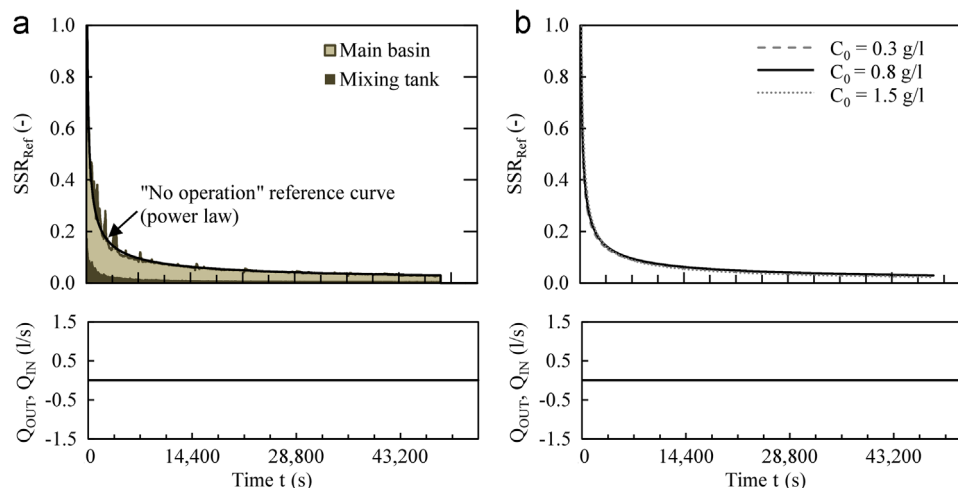 a
1.0
0.8
0.6
0.4
0.2
0.0
SSR_Ref (-)
Main basin
Mixing tank
"No operation" reference curve
(power law)
1.5
0.5
-0.5
-1.5
Q_OUT, Q_IN (l/s)
0 14,400 28,800 43,200
Time t (s)
b
1.0
0.8
0.6
0.4
0.2
0.0
SSR_Ref (-)
C_0 = 0.3 g/l
C_0 = 0.8 g/l
C_0 = 1.5 g/l
1.5
0.5
-0.5
-1.5
Q_OUT, Q_IN (l/s)
0 14,400 28,800 43,200
Time t (s)